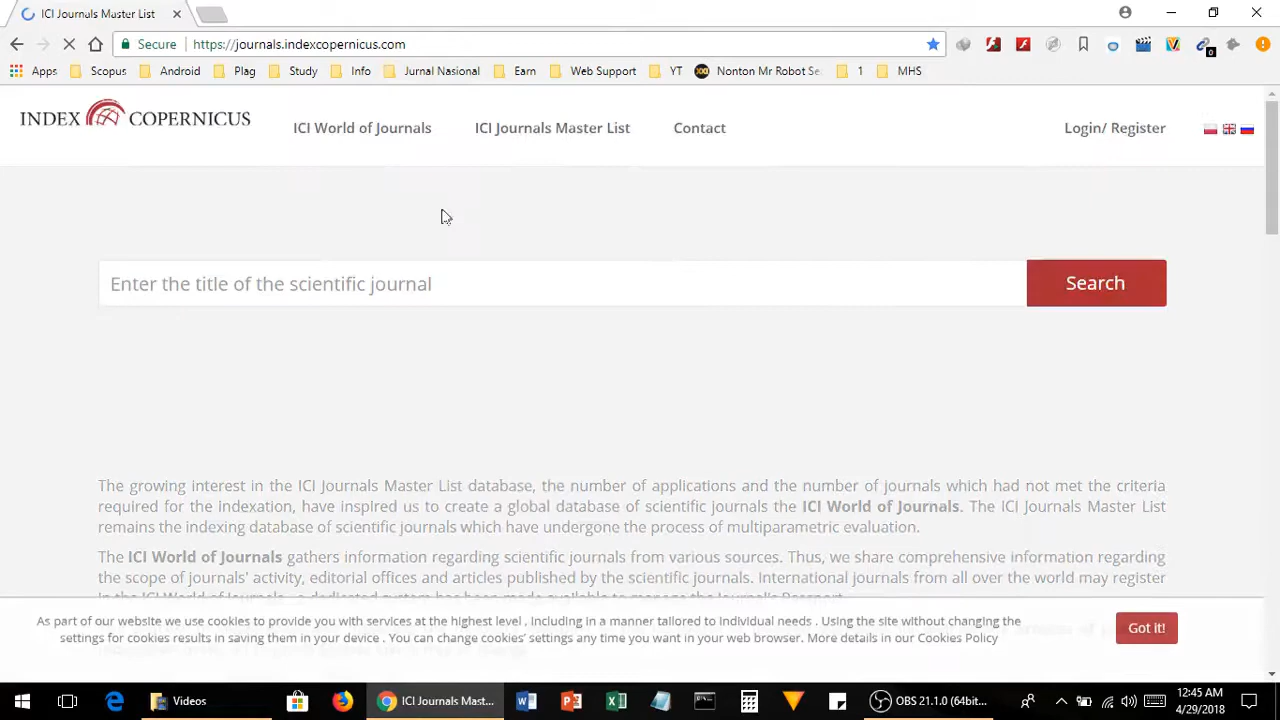 ICI Journals Master List
Secure
https://journals.indexcopernicus.com
0
Apps
Scopus
Android
Plag
Study
Info
Jurnal Nasional
Earn
Web Support
YT
Nonton Mr Robot Se
1
MHS
INDEX COPERNICUS
ICI World of Journals
ICI Journals Master List
Contact
Login/ Register
Enter the title of the scientific journal
Search
The growing interest in the ICI Journals Master List database, the number of applications and the number of journals which had not met the criteria
required for the indexation, have inspired us to create a global database of scientific journals the ICI World of Journals. The ICI Journals Master List
remains the indexing database of scientific journals which have undergone the process of multiparametric evaluation.
The ICI World of Journals gathers information regarding scientific journals from various sources. Thus, we share comprehensive information regarding
the scope of journals' activity, editorial offices and articles published by the scientific journals. International journals from all over the world may register
As part of our website we use cookies to provide you with services at the highest level , including in a manner tailored to individual needs . Using the site without changing the
settings for cookies results in saving them in your device . You can change cookies' settings any time you want in your web browser. More details in our Cookies Policy
Got it!
Videos
ICI Journals Mast...
OBS 21.1.0 (64bit...
12:45 AM
4/29/2018